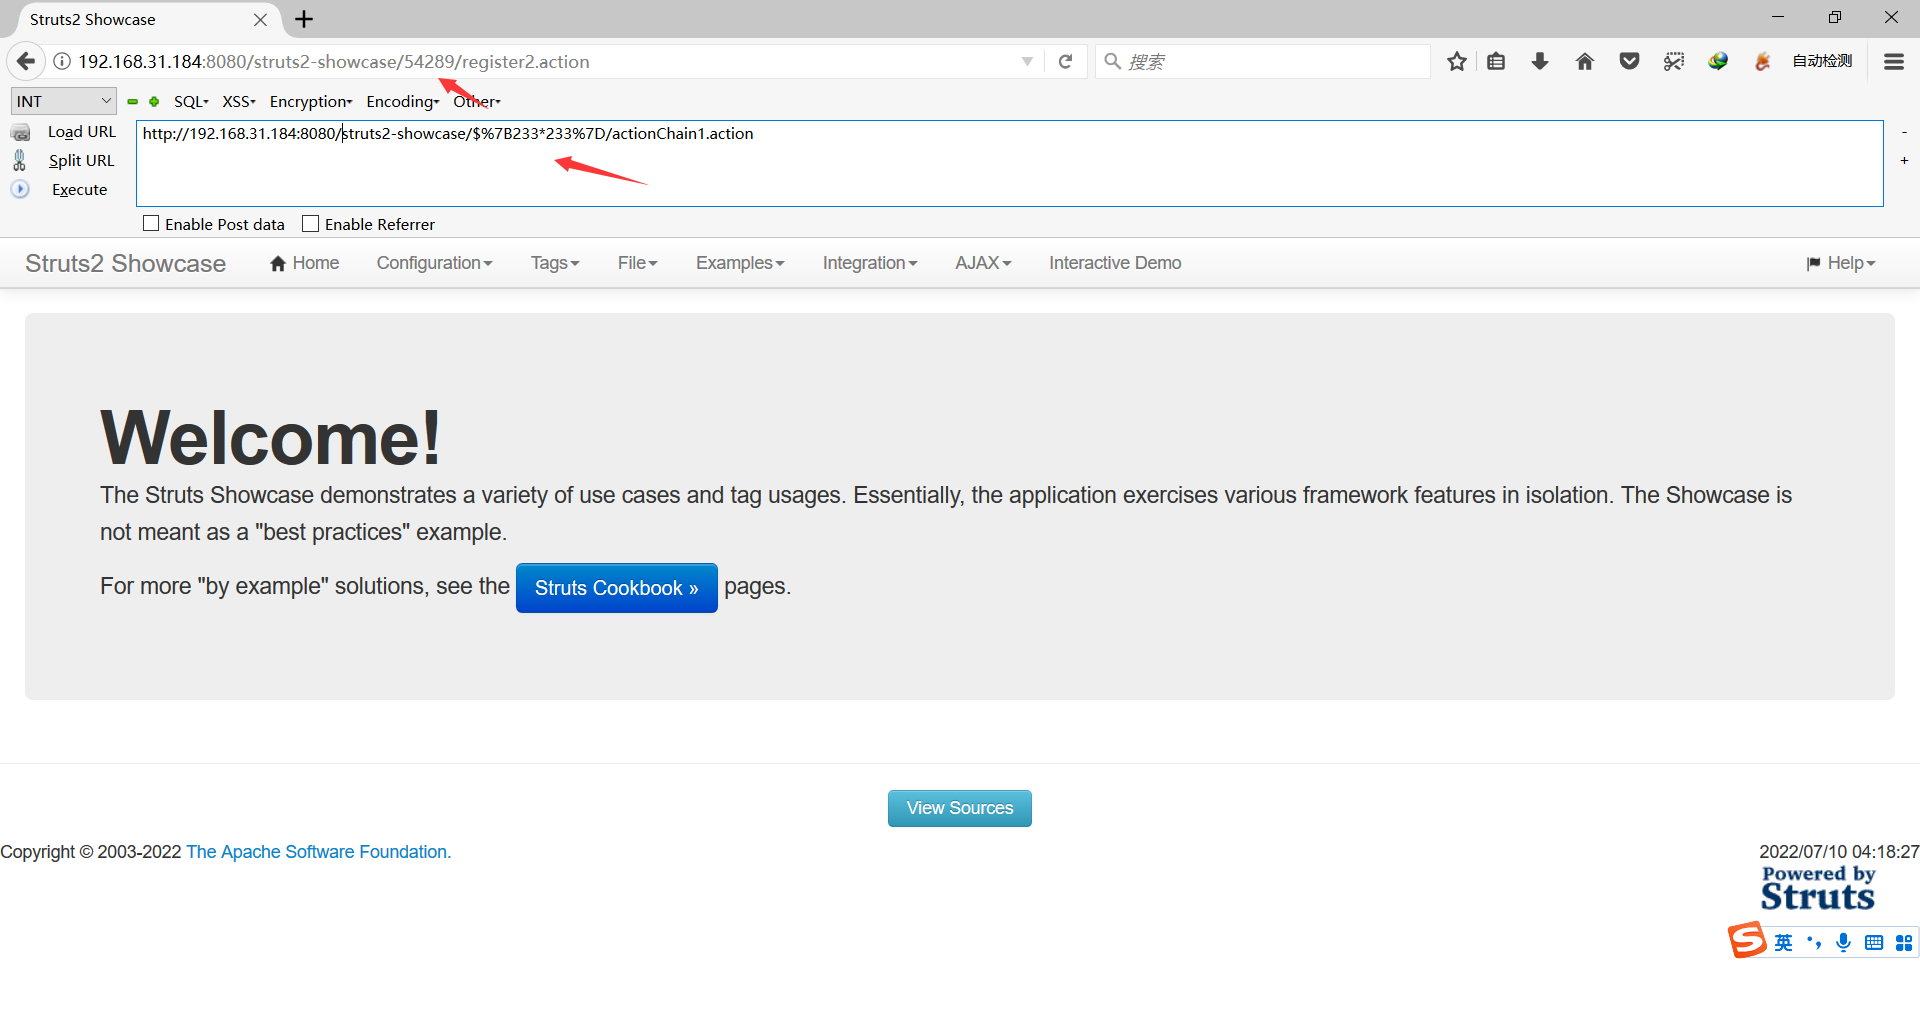 Struts2 Showcase
192.168.31.184:8080/struts2-showcase/54289/register2.action
搜索
自动检测
INT
SQL
XSS
Encryption
Encoding
Other
Load URL
http://192.168.31.184:8080/struts2-showcase/$%7B233*233%7D/actionChain1.action
-
Split URL
+
Execute
Enable Post data
Enable Referrer
Struts2 Showcase
Home
Configuration
Tags
File
Examples
Integration
AJAX
Interactive Demo
Help
Welcome!
The Struts Showcase demonstrates a variety of use cases and tag usages. Essentially, the application exercises various framework features in isolation. The Showcase is
not meant as a "best practices" example.
For more "by example" solutions, see the Struts Cookbook » pages.
View Sources
Copyright © 2003-2022 The Apache Software Foundation.
2022/07/10 04:18:27
Powered by
Struts
S 英